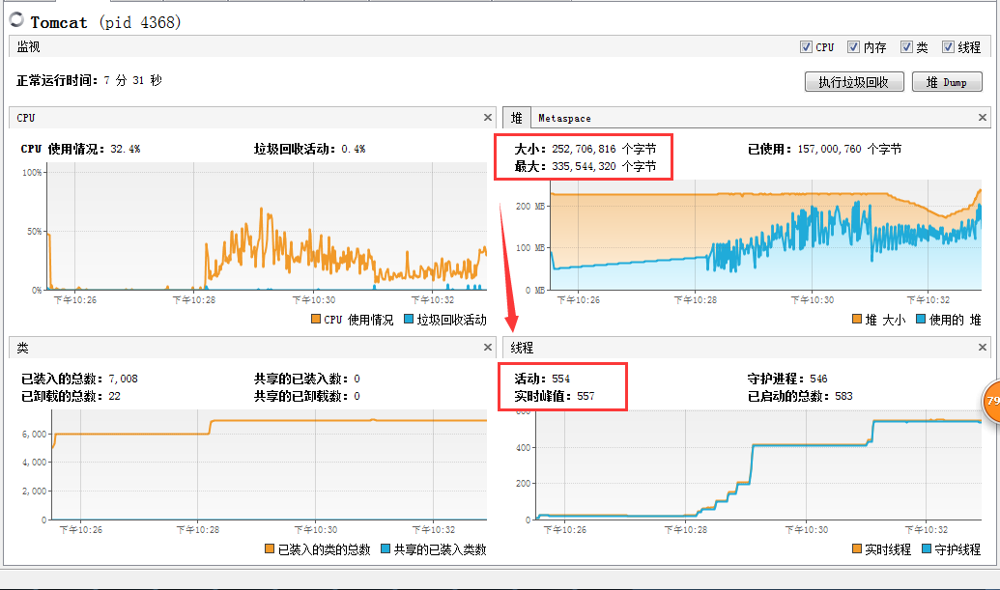 Tomcat (pid 4368)
监视
CPU 内存 类 线程
正常运行时间: 7 分 31 秒
执行垃圾回收 堆 Dump
CPU
CPU 使用情况: 32.4% 垃圾回收活动: 0.4%
100%
50%
0%
下午10:26 下午10:28 下午10:30 下午10:32
CPU 使用情况 垃圾回收活动
堆 Metaspace
大小: 252,706,816 个字节 已使用: 157,000,760 个字节
最大: 335,544,320 个字节
200 MB
100 MB
0 MB
下午10:26 下午10:28 下午10:30 下午10:32
堆 大小 使用的 堆
类
已装入的总数: 7,008 共享的已装入数: 0
已卸载的总数: 22 共享的已卸载数: 0
6,000
4,000
2,000
0
下午10:26 下午10:28 下午10:30 下午10:32
已装入的类的总数 共享的已装入类数
线程
活动: 554 守护进程: 546
实时峰值: 557 已启动的总数: 583
600
400
200
0
下午10:26 下午10:28 下午10:30 下午10:32
实时线程 守护线程
79